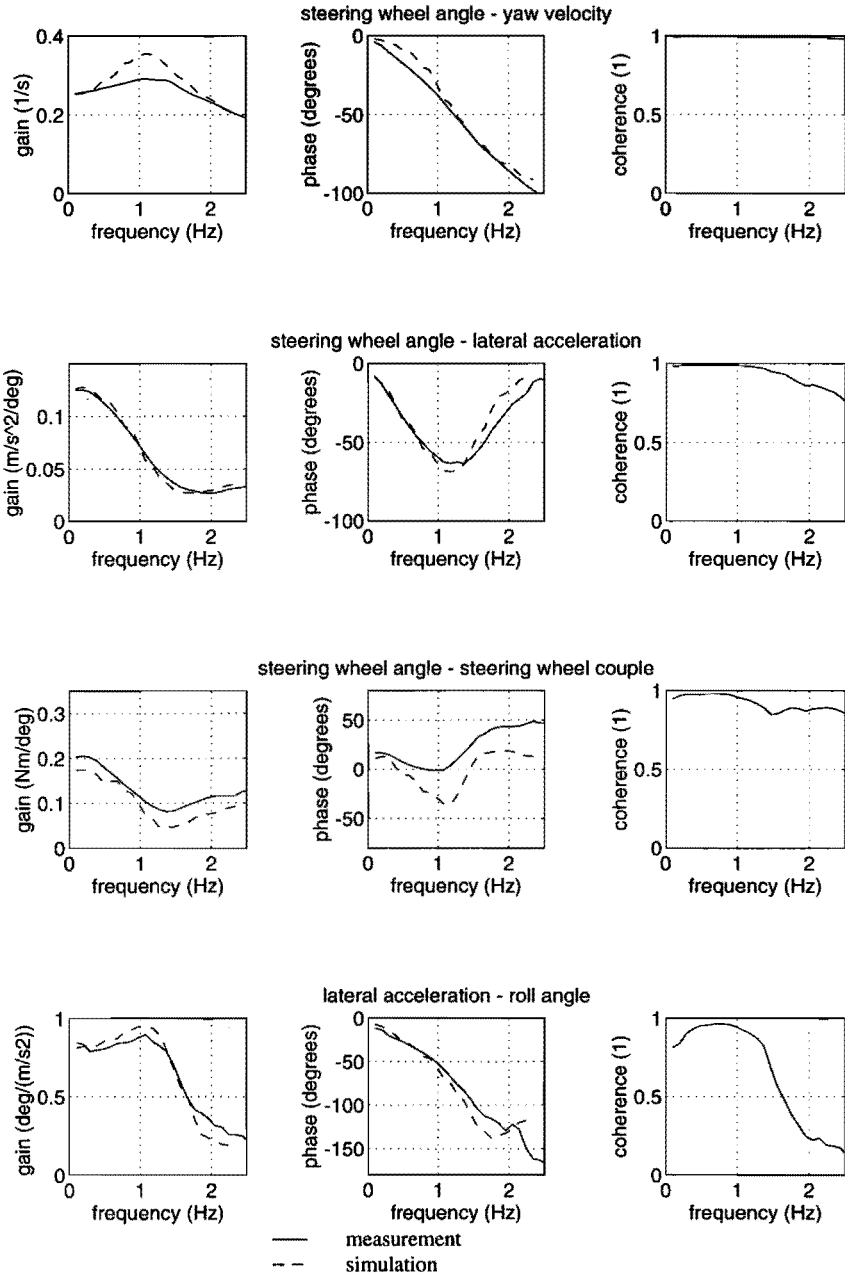 steering wheel angle - yaw velocity
gain (1/s)
0.4
0.2
0
0 1 2
frequency (Hz)
phase (degrees)
0
-50
-100
0 1 2
frequency (Hz)
coherence (1)
1
0.5
0
0 1 2
frequency (Hz)
steering wheel angle - lateral acceleration
gain (m/s^2/deg)
0.1
0.05
0
0 1 2
frequency (Hz)
phase (degrees)
0
-50
-100
0 1 2
frequency (Hz)
coherence (1)
1
0.5
0
0 1 2
frequency (Hz)
steering wheel angle - steering wheel couple
gain (Nm/deg)
0.3
0.2
0.1
0
0 1 2
frequency (Hz)
phase (degrees)
50
0
-50
0 1 2
frequency (Hz)
coherence (1)
1
0.5
0
0 1 2
frequency (Hz)
lateral acceleration - roll angle
gain (deg/(m/s2))
1
0.5
0
0 1 2
frequency (Hz)
phase (degrees)
0
-50
-100
-150
0 1 2
frequency (Hz)
coherence (1)
1
0.5
0
0 1 2
frequency (Hz)
measurement
simulation